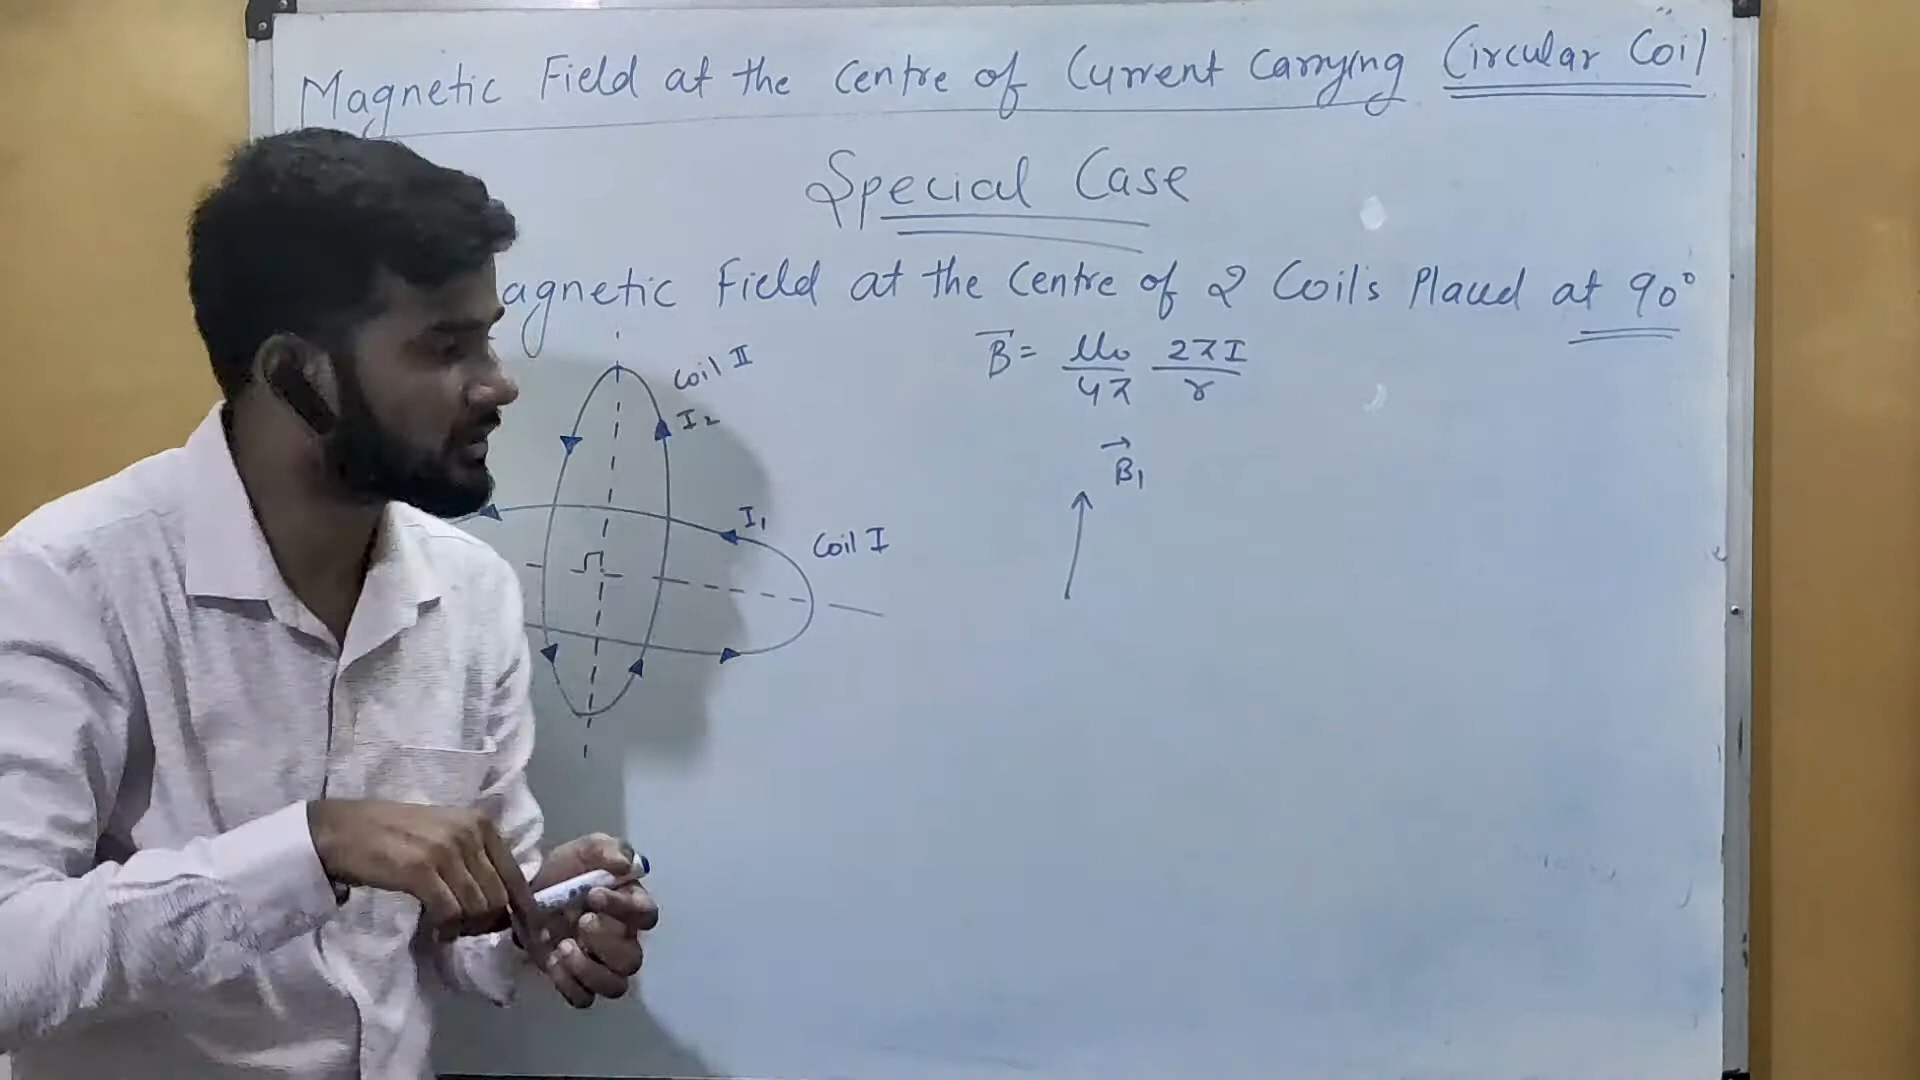 Magnetic Field at the Centre of Current Carrying Circular Coil
Special Case
agnetic Field at the Centre of 2 Coils Placed at 90°
B⃗ = μ₀/4π 2πI/r
Coil II
I₂
B⃗₁
I₁
Coil I